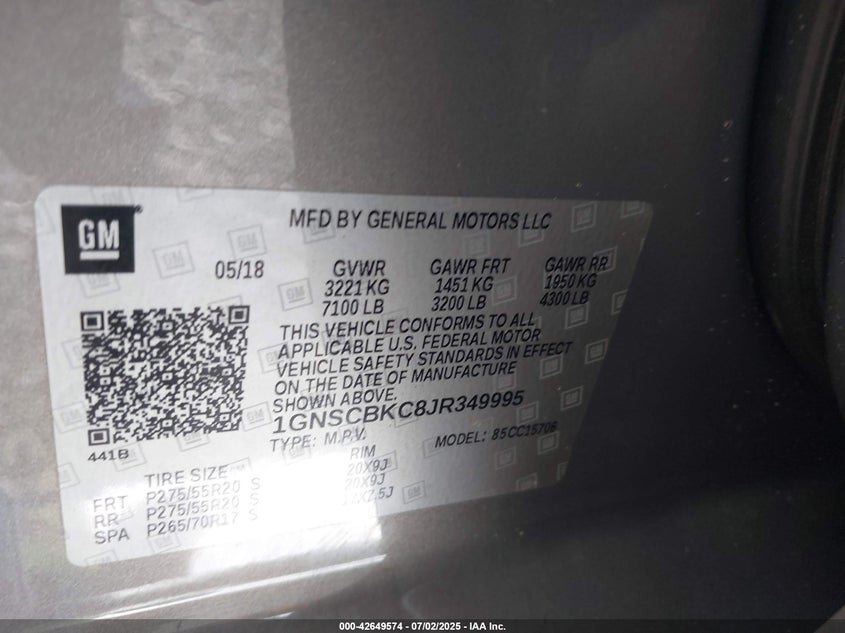 GM
MFD BY GENERAL MOTORS LLC
05/18 GVWR GAWR FRT GAWR RR
3221 KG 1451 KG 1950 KG
7100 LB 3200 LB 4300 LB
THIS VEHICLE CONFORMS TO ALL
APPLICABLE U.S. FEDERAL MOTOR
VEHICLE SAFETY STANDARDS IN EFFECT
ON THE DATE OF MANUFACTURE
SHOWN ABOVE.
1GNSCBKC8JR349995
TYPE: M.P.V. MODEL: 85CC15706
441B
TIRE SIZE RIM
FRT P275/55R20 S 20X9J
RR P275/55R20 S 20X9J
SPA P265/70R17 S
000-42649574 - 07/02/2025 - IAA Inc.